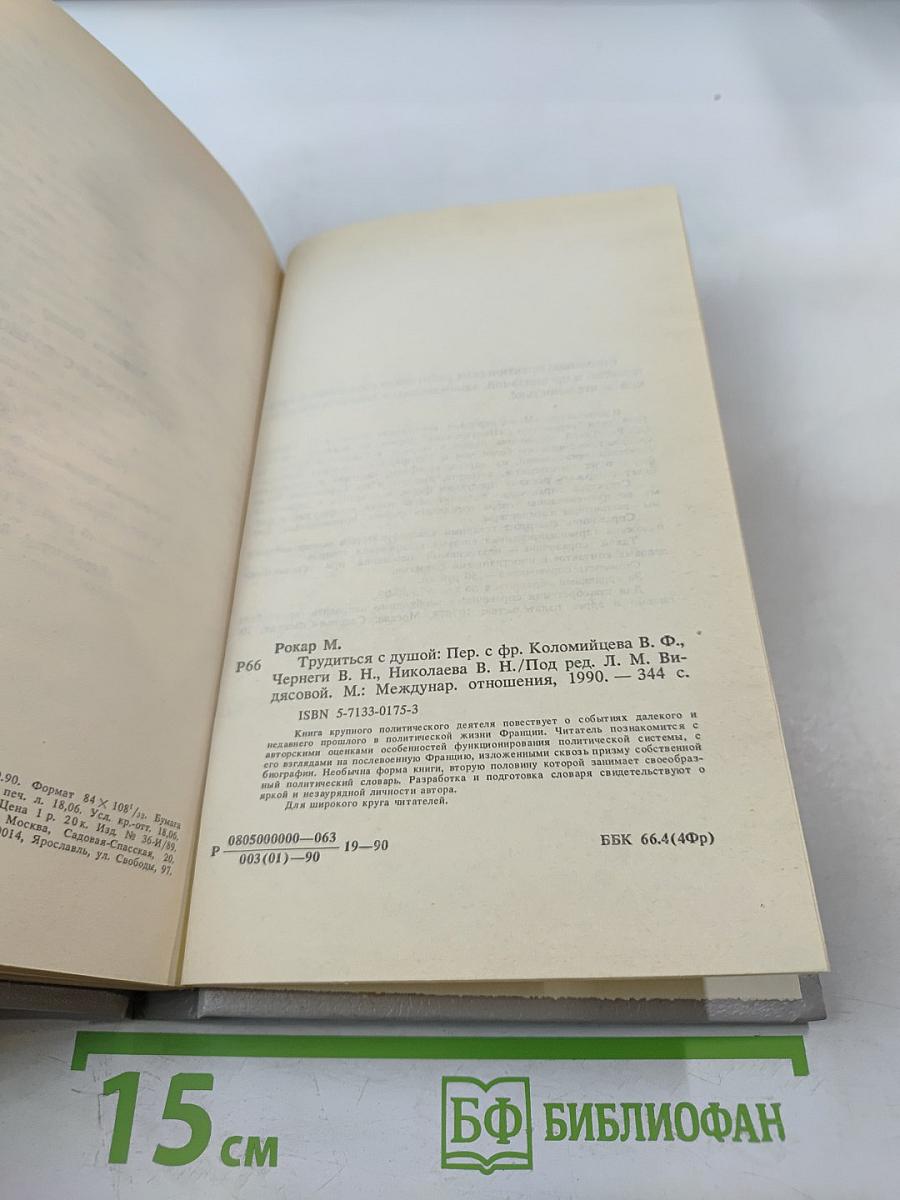 0.90. Формат 84×108¹/₃₂. Бумага
печ. л. 18,06. Усл. кр.-отт. 18,06.
Цена 1 р. 20 к. Изд. № 36-И/89.
Москва, Садовая-Спасская, 20.
0014, Ярославль, ул. Свободы, 97.
Рокар М.
Р66
Трудиться с душой: Пер. с фр. Коломийцева В. Ф.,
Чернеги В. Н., Николаева В. Н./Под ред. Л. М. Ви-
дясовой. М.: Междунар. отношения, 1990. — 344 с.
ISBN 5-7133-0175-3
Книга крупного политического деятеля повествует о событиях далекого и
недавнего прошлого в политической жизни Франции. Читатель познакомится с
авторскими оценками особенностей функционирования политической системы, с
его взглядами на послевоенную Францию, изложенными сквозь призму собственной
биографии. Необычна форма книги, вторую половину которой занимает своеобраз-
ный политический словарь. Разработка и подготовка словаря свидетельствуют о
яркой и незаурядной личности автора.
Для широкого круга читателей.
Р 0805000000—063
003(01)—90
19—90
ББК 66.4(4Фр)
15 см
БФ БИБЛИОФАН